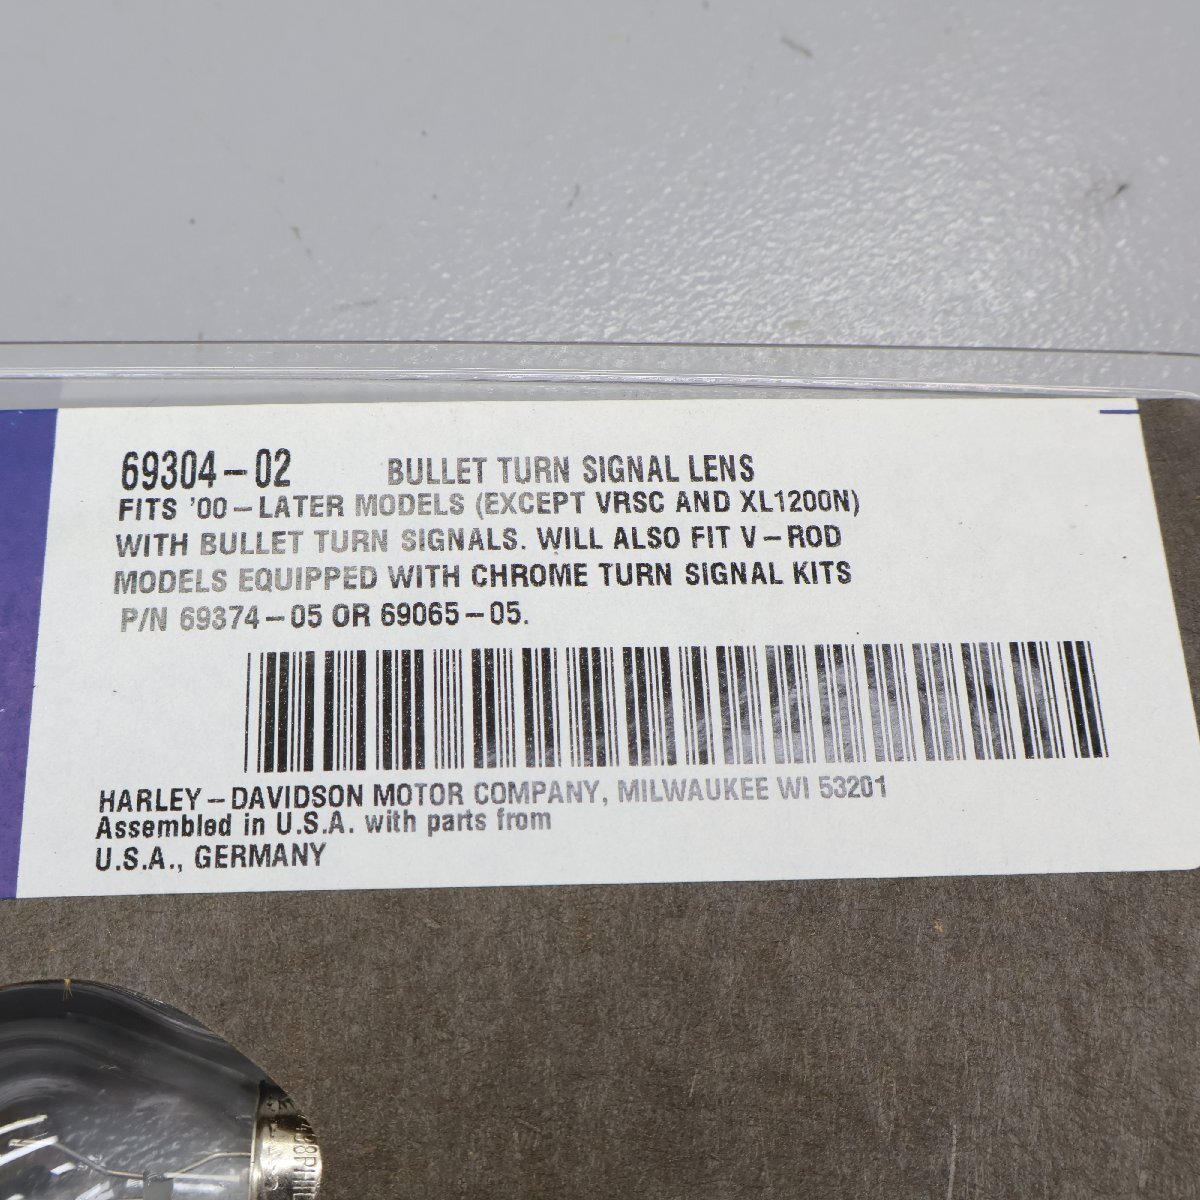 69304-02 BULLET TURN SIGNAL LENS
FITS '00-LATER MODELS (EXCEPT VRSC AND XL1200N)
WITH BULLET TURN SIGNALS. WILL ALSO FIT V-ROD
MODELS EQUIPPED WITH CHROME TURN SIGNAL KITS
P/N 69374-05 OR 69065-05.
HARLEY-DAVIDSON MOTOR COMPANY, MILWAUKEE WI 53201
Assembled in U.S.A. with parts from
U.S.A., GERMANY